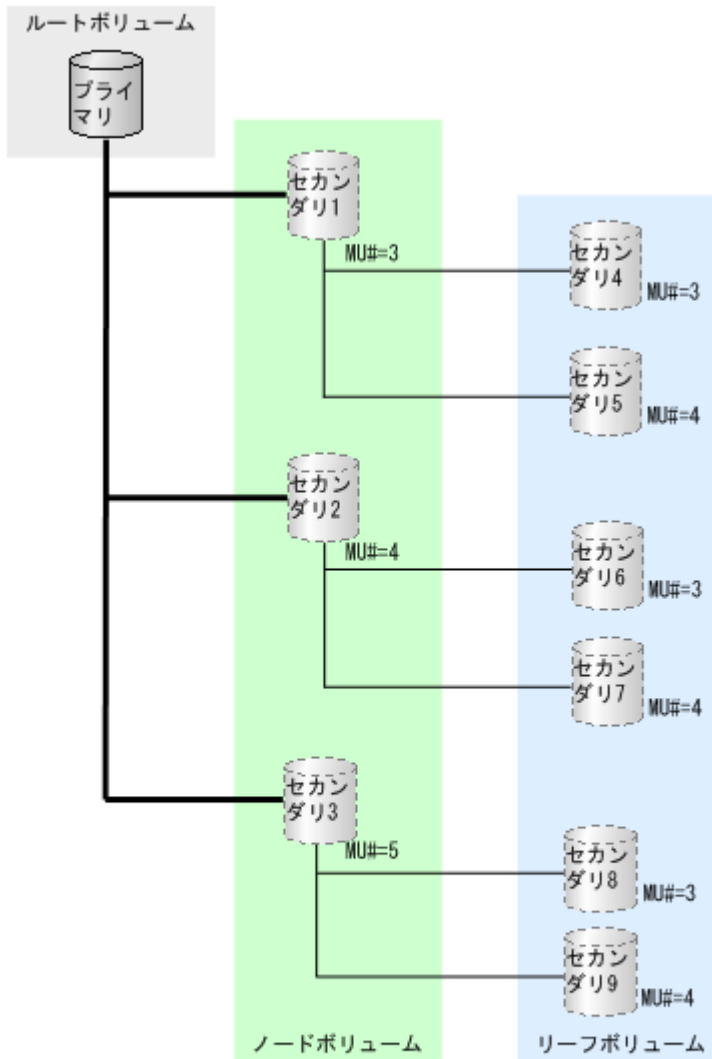 ルートボリューム
プライ
マリ
セカン
ダリ1
MU#=3
セカン
ダリ4
MU#=3
セカン
ダリ5
MU#=4
セカン
ダリ2
MU#=4
セカン
ダリ6
MU#=3
セカン
ダリ7
MU#=4
セカン
ダリ3
MU#=5
セカン
ダリ8
MU#=3
セカン
ダリ9
MU#=4
ノードボリューム
リーフボリューム